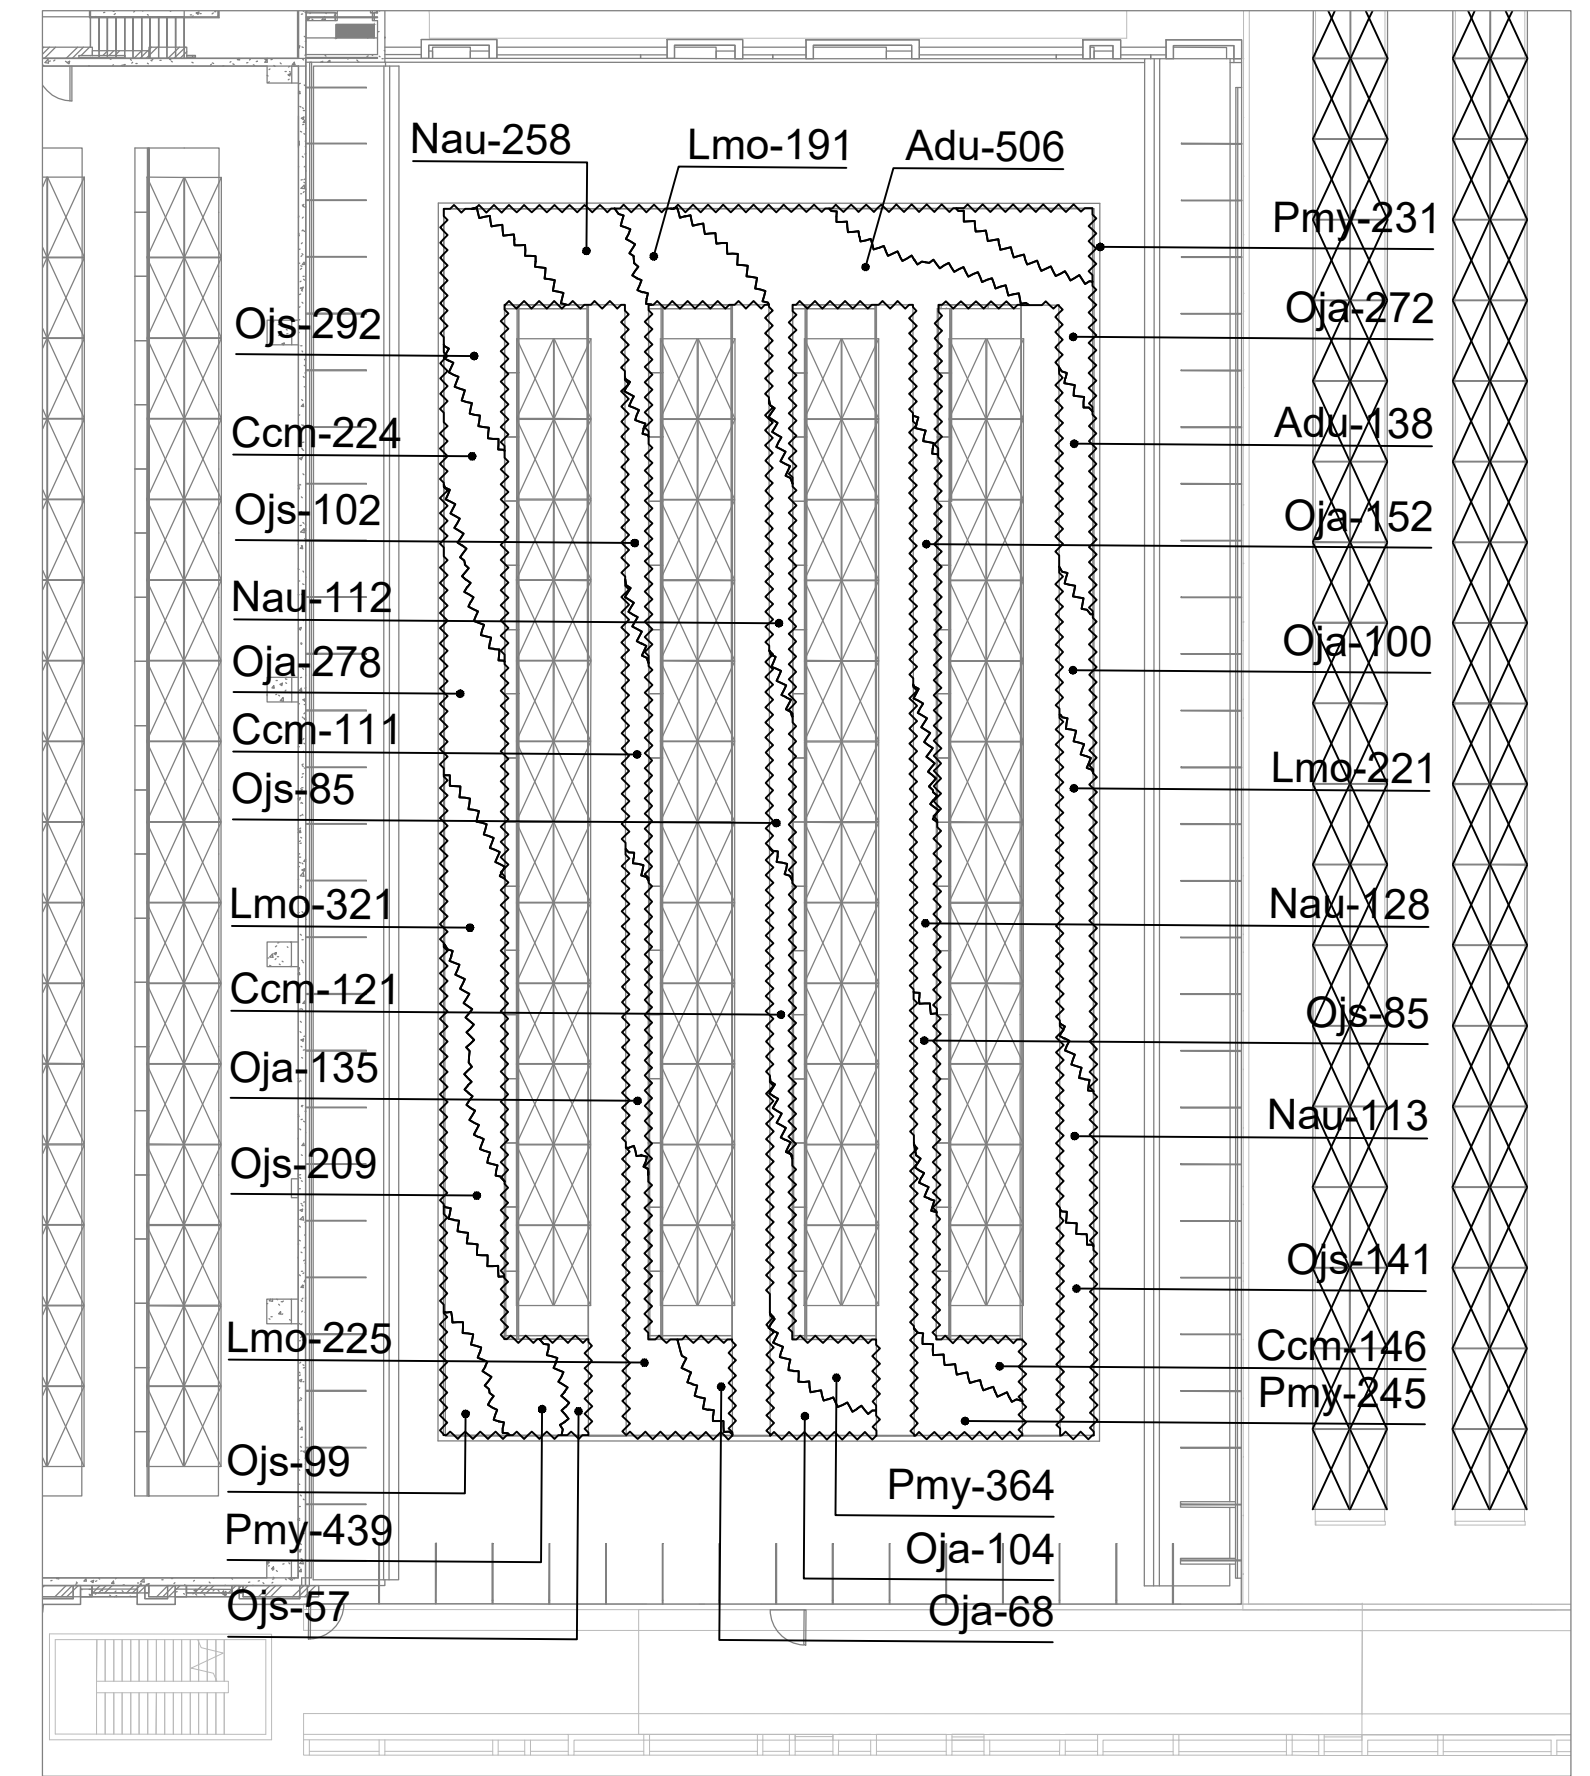 Nau-258
Lmo-191
Adu-506
Pmy-231
Ojs-292
Oja-272
Ccm-224
Adu-138
Ojs-102
Oja-152
Nau-112
Oja-278
Oja-100
Ccm-111
Lmo-221
Ojs-85
Lmo-321
Nau-128
Ccm-121
Ojs-85
Oja-135
Nau-113
Ojs-209
Ojs-141
Lmo-225
Ccm-146
Pmy-245
Ojs-99
Pmy-364
Pmy-439
Oja-104
Ojs-57
Oja-68